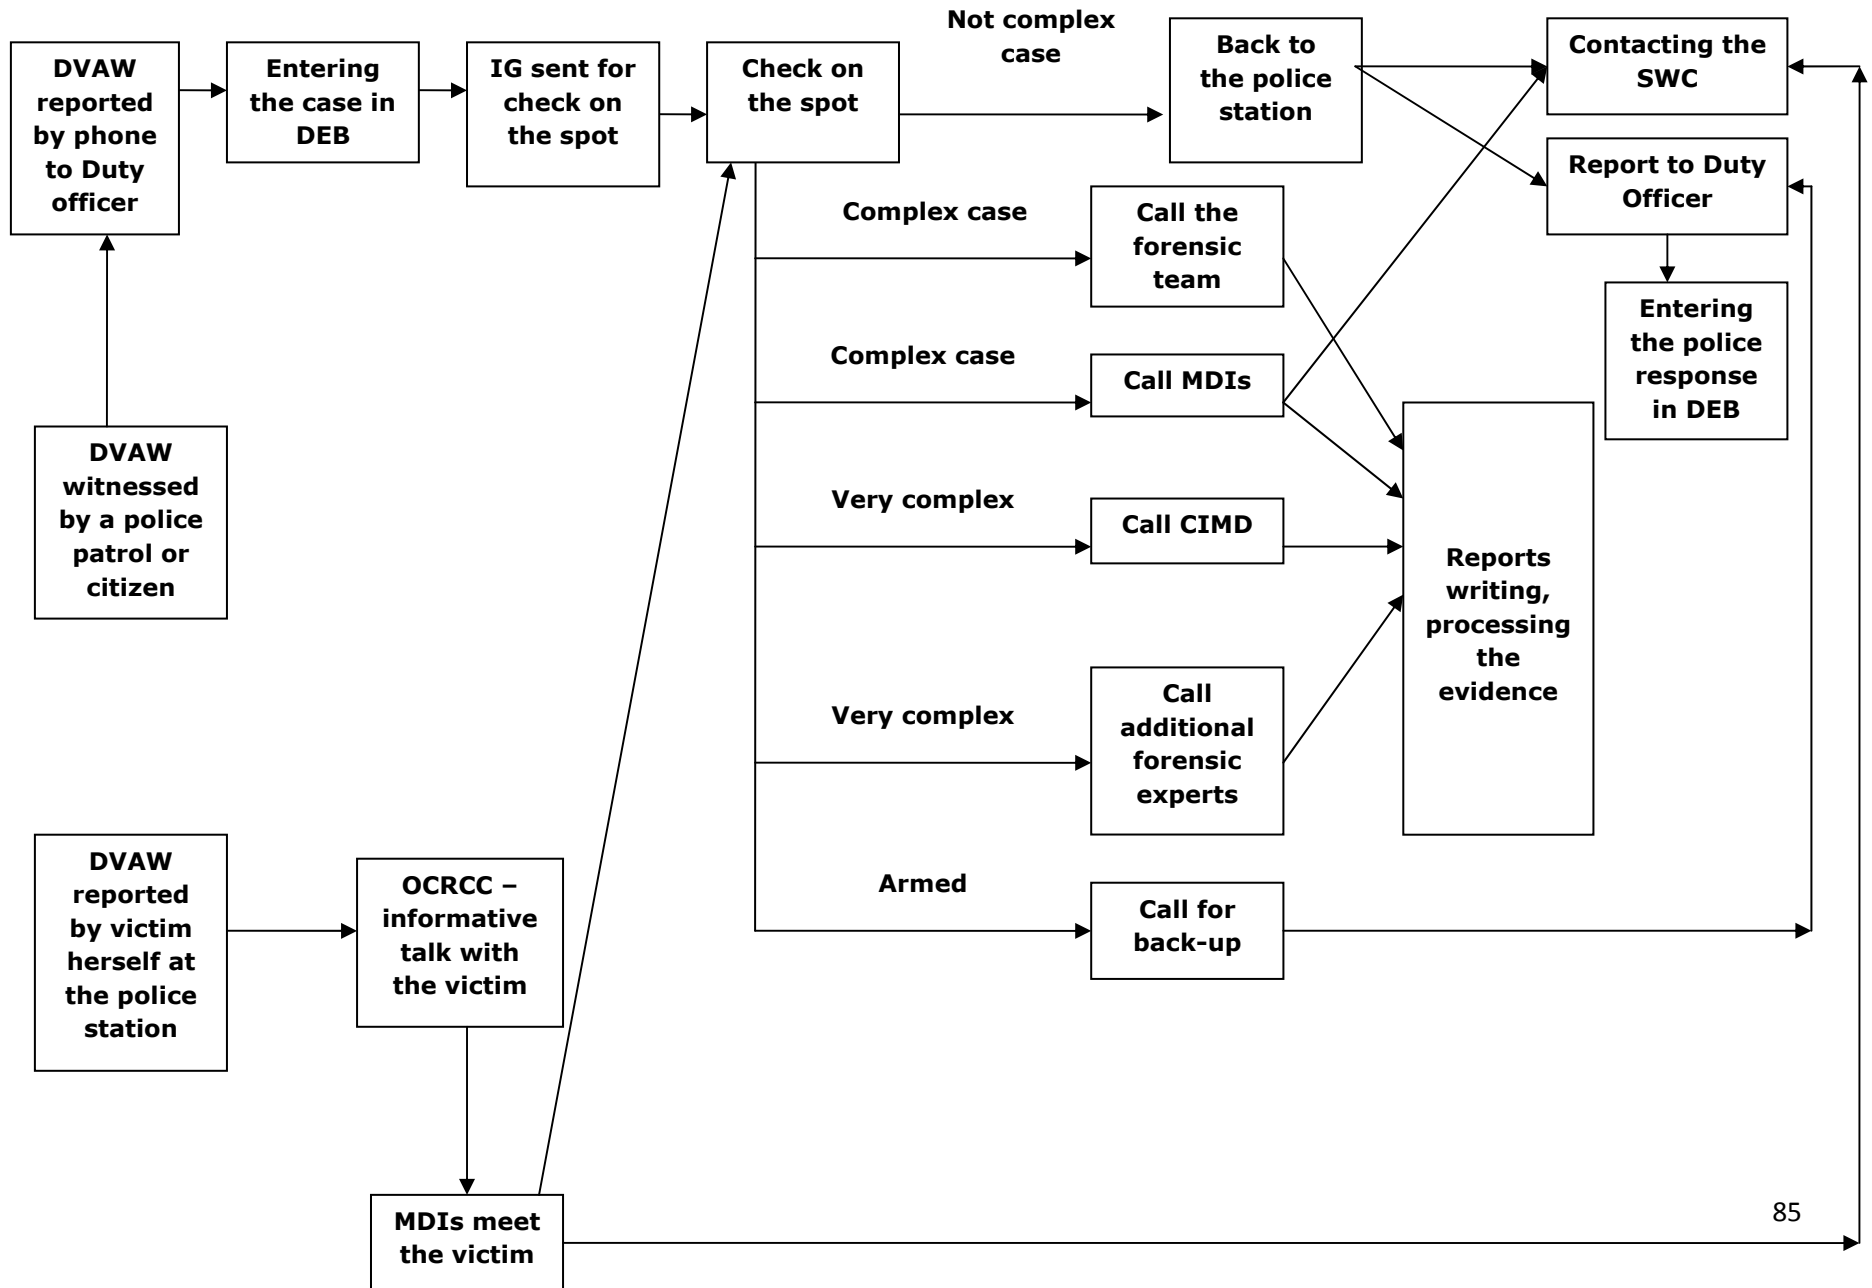 DVAW
reported
by phone
to Duty
officer
Entering
the case in
DEB
IG sent for
check on
the spot
Check on
the spot
Not complex
case
Back to
the police
station
Contacting the
SWC
Report to Duty
Officer
Entering
the police
response
in DEB
DVAW
witnessed
by a police
patrol or
citizen
Complex case
Call the
forensic
team
Complex case
Call MDIs
Very complex
Call CIMD
Very complex
Call
additional
forensic
experts
Armed
Call for
back-up
Reports
writing,
processing
the
evidence
DVAW
reported
by victim
herself at
the police
station
OCRCC –
informative
talk with
the victim
MDIs meet
the victim
85